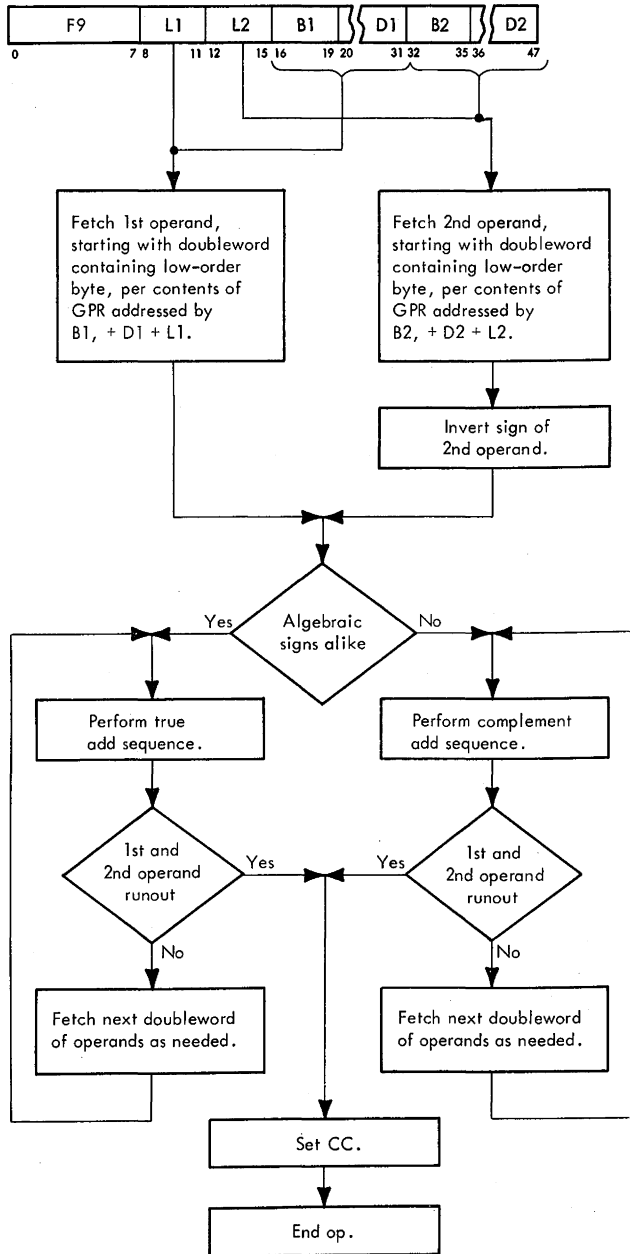 F9 L1 L2 B1 D1 B2 D2
0 7 8 11 12 15 16 19 20 31 32 35 36 47
Fetch 1st operand,
starting with doubleword
containing low-order
byte, per contents of
GPR addressed by
B1, + D1 + L1.
Fetch 2nd operand,
starting with doubleword
containing low-order
byte, per contents of
GPR addressed by
B2, + D2 + L2.
Invert sign of
2nd operand.
Algebraic
signs alike
Yes
No
Perform true
add sequence.
Perform complement
add sequence.
1st and
2nd operand
runout
Yes
No
1st and
2nd operand
runout
Yes
No
Fetch next doubleword
of operands as needed.
Fetch next doubleword
of operands as needed.
Set CC.
End op.